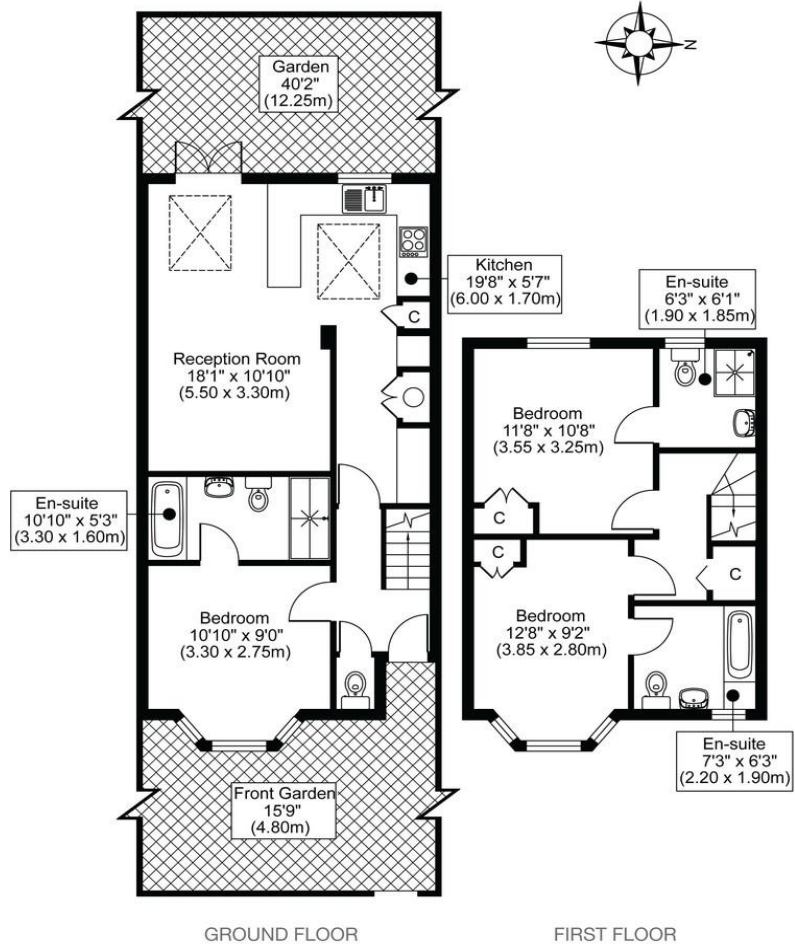 N
Garden
40'2"
(12.25m)
Kitchen
19'8" x 5'7"
(6.00 x 1.70m)
C
Reception Room
18'1" x 10'10"
(5.50 x 3.30m)
En-suite
10'10" x 5'3"
(3.30 x 1.60m)
Bedroom
10'10" x 9'0"
(3.30 x 2.75m)
Front Garden
15'9"
(4.80m)
GROUND FLOOR
En-suite
6'3" x 6'1"
(1.90 x 1.85m)
Bedroom
11'8" x 10'8"
(3.55 x 3.25m)
C
C
C
Bedroom
12'8" x 9'2"
(3.85 x 2.80m)
En-suite
7'3" x 6'3"
(2.20 x 1.90m)
FIRST FLOOR